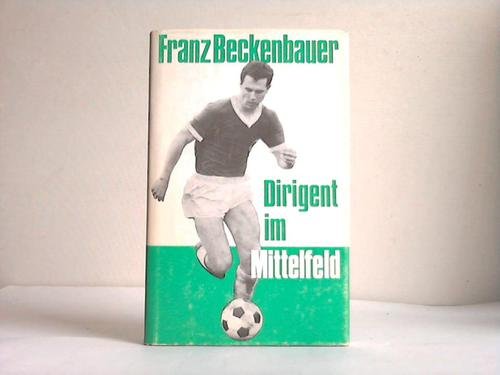 Franz Beckenbauer
Dirigent
im
Mittelfeld